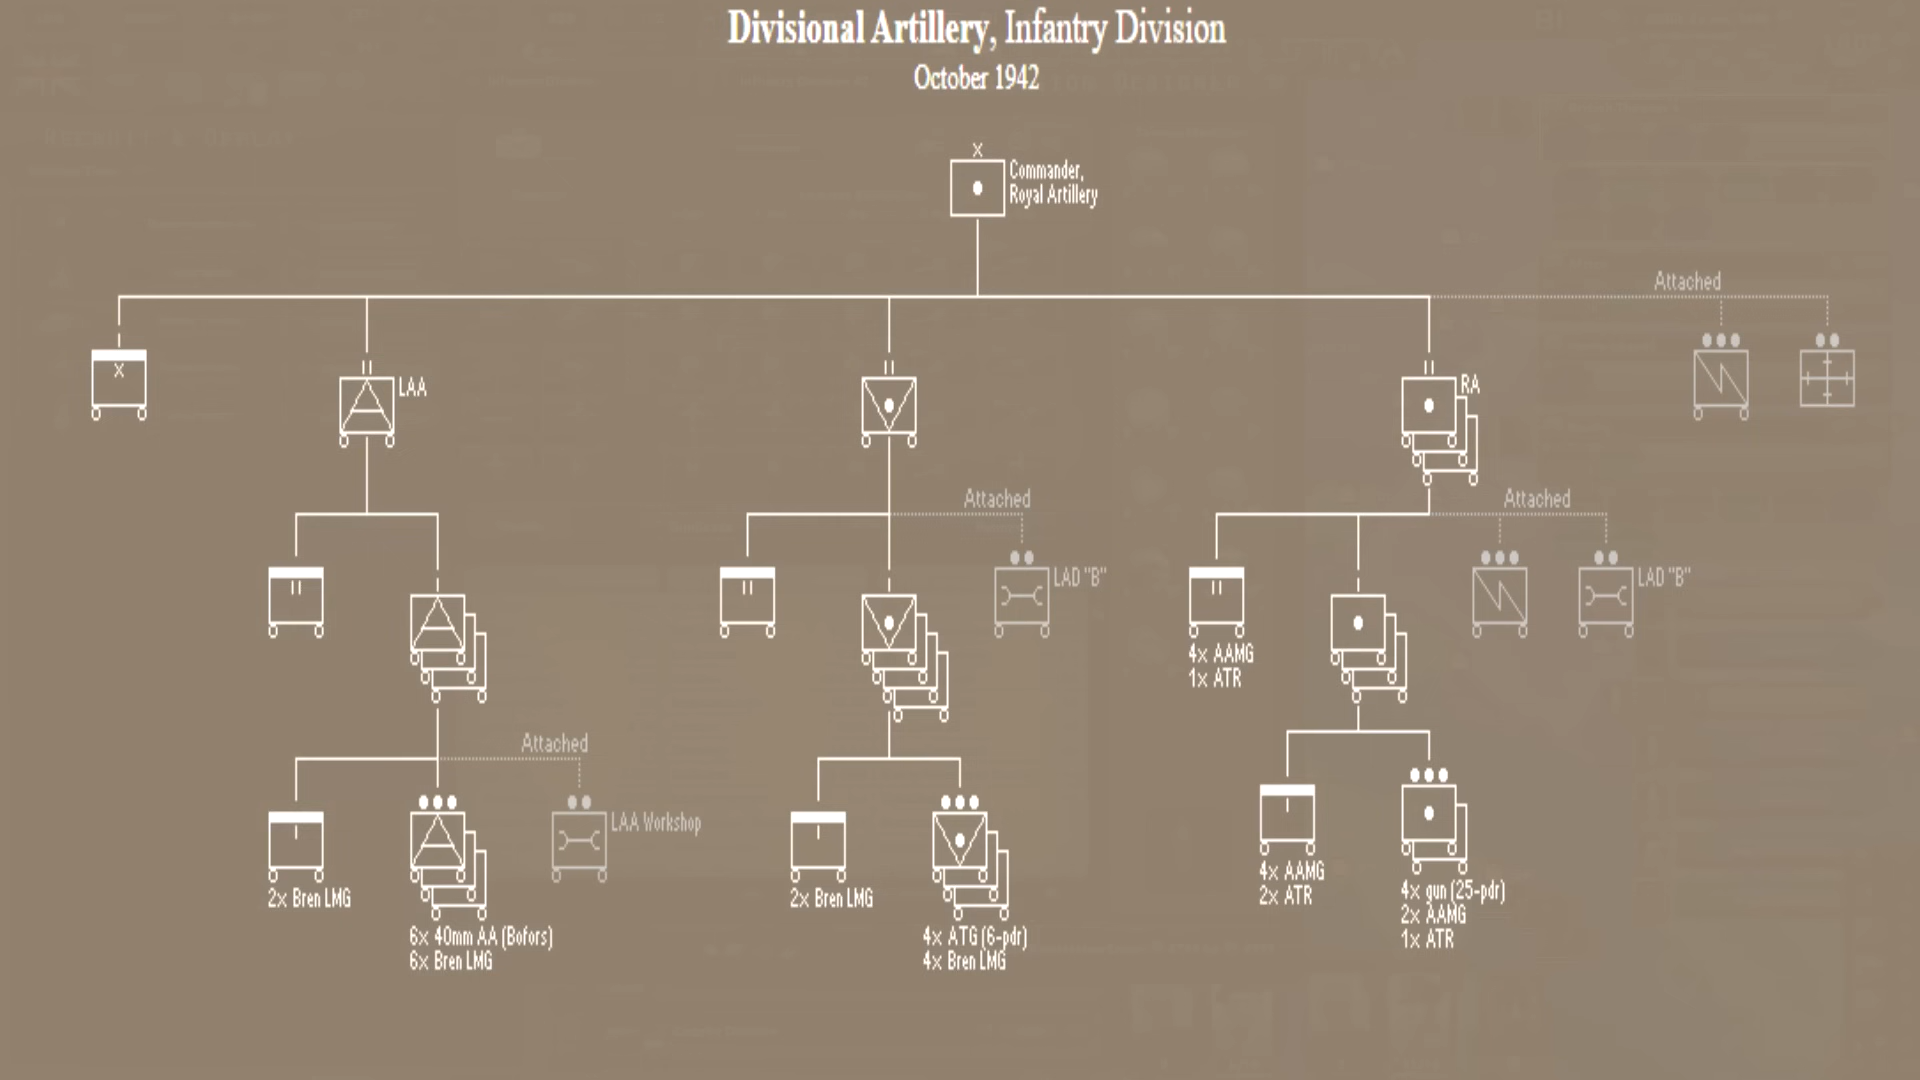 Divisional Artillery, Infantry Division
October 1942
X
Commander,
Royal Artillery
Attached
X
LAA
RA
Attached
Attached
LAD "B"
LAD "B"
4x AAMG
1x ATR
Attached
LAA Workshop
2x Bren LMG
6x 40mm AA (Bofors)
6x Bren LMG
2x Bren LMG
4x ATG (6-pdr)
4x Bren LMG
4x AAMG
2x ATR
4x gun (25-pdr)
2x AAMG
1x ATR